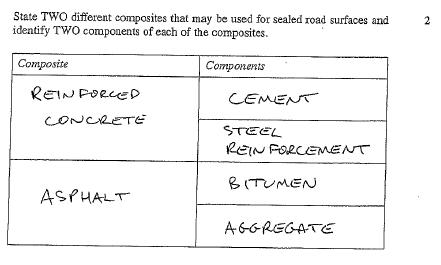 State TWO different composites that may be used for sealed road surfaces and 2
identify TWO components of each of the composites.
Composite Components
REINFORCED CEMENT
CONCRETE
STEEL
REINFORCEMENT
ASPHALT BITUMEN
AGGREGATE